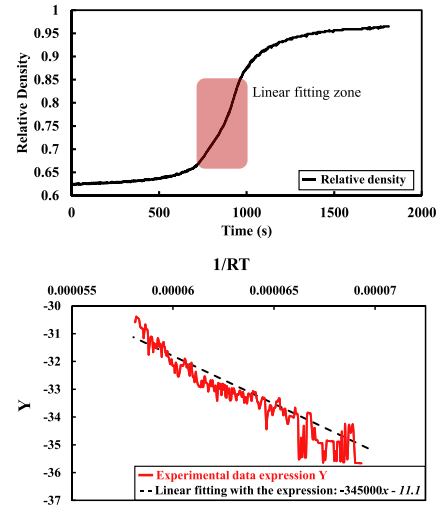 1
0.95
0.9
0.85
0.8
0.75
0.7
0.65
0.6
Relative Density
Linear fitting zone
Relative density
0 500 1000 1500 2000
Time (s)
1/RT
0.000055 0.00006 0.000065 0.00007
-30
-31
-32
-33
-34
-35
-36
-37
Y
Experimental data expression Y
Linear fitting with the expression: -345000x - 11.1